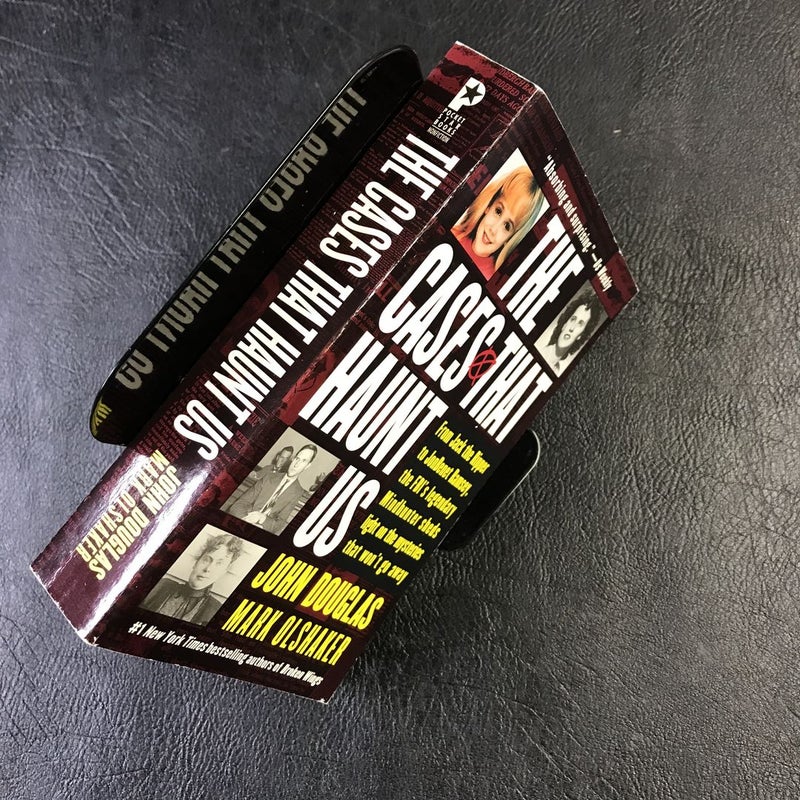 POCKET
STAR
BOOKS
NONFICTION
THE CASES THAT HAUNT US
JOHN DOUGLAS
MARK OLSHAKER
"Absorbing and surprising."
THE
CASES THAT
HAUNT
US
From Jack the Ripper
to JonBenet Ramsey,
the FBI's legendary
Mindhunter sheds
light on the mysteries
that won't go away
JOHN DOUGLAS
MARK OLSHAKER
#1 New York Times bestselling authors of Broken Wings